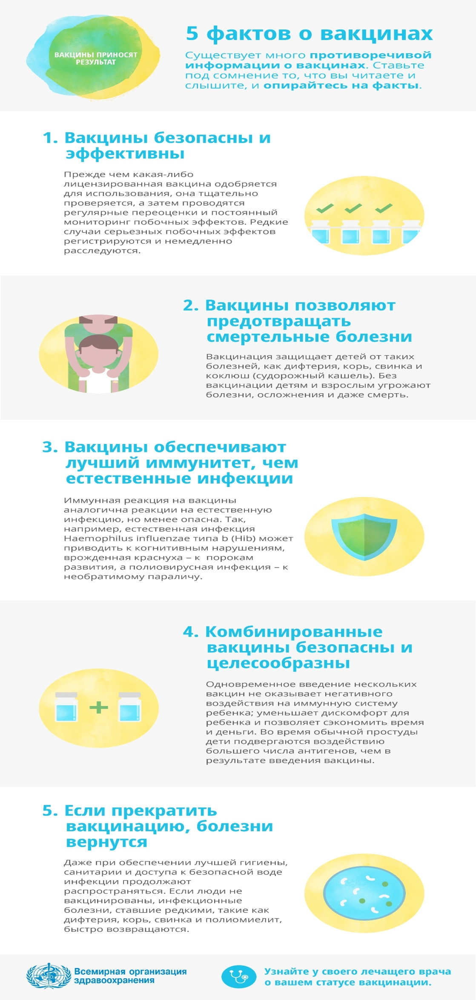 ВАКЦИНЫ ПРИНОСЯТ
РЕЗУЛЬТАТ
5 фактов о вакцинах
Существует много противоречивой
информации о вакцинах. Ставьте
под сомнение то, что вы читаете и
слышите, и опирайтесь на факты.
1. Вакцины безопасны и
эффективны
Прежде чем какая-либо
лицензированная вакцина одобряется
для использования, она тщательно
проверяется, а затем проводятся
регулярные переоценки и постоянный
мониторинг побочных эффектов. Редкие
случаи серьезных побочных эффектов
регистрируются и немедленно
расследуются.
2. Вакцины позволяют
предотвращать
смертельные болезни
Вакцинация защищает детей от таких
болезней, как дифтерия, корь, свинка и
коклюш (судорожный кашель). Без
вакцинации детям и взрослым угрожают
болезни, осложнения и даже смерть.
3. Вакцины обеспечивают
лучший иммунитет, чем
естественные инфекции
Иммунная реакция на вакцины
аналогична реакции на естественную
инфекцию, но менее опасна. Так,
например, естественная инфекция
Haemophilus influenzae типа b (Hib) может
приводить к когнитивным нарушениям,
врожденная краснуха – к  порокам
развития, а полиовирусная инфекция – к
необратимому параличу.
4. Комбинированные
вакцины безопасны и
целесообразны
Одновременное введение нескольких
вакцин не оказывает негативного
воздействия на иммунную систему
ребенка; уменьшает дискомфорт для
ребенка и позволяет сэкономить время
и деньги. Во время обычной простуды
дети подвергаются воздействию
большего числа антигенов, чем в
результате введения вакцины.
5. Если прекратить
вакцинацию, болезни
вернутся
Даже при обеспечении лучшей гигиены,
санитарии и доступа к безопасной воде
инфекции продолжают
распространяться. Если люди не
вакцинированы, инфекционные
болезни, ставшие редкими, такие как
дифтерия, корь, свинка и полиомиелит,
быстро возвращаются.
Всемирная организация
здравоохранения
Узнайте у своего лечащего врача
о вашем статусе вакцинации.